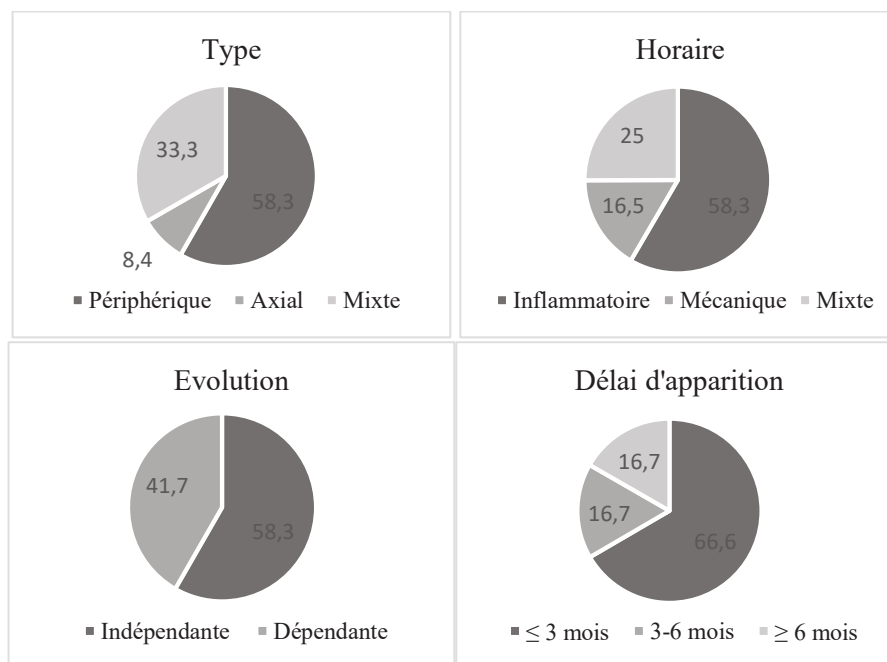 Type
33,3
58,3
8,4
Périphérique Axial Mixte
Horaire
25
16,5
58,3
Inflammatoire Mécanique Mixte
Evolution
41,7
58,3
Indépendante Dépendante
Délai d'apparition
16,7
16,7
66,6
≤ 3 mois 3-6 mois ≥ 6 mois